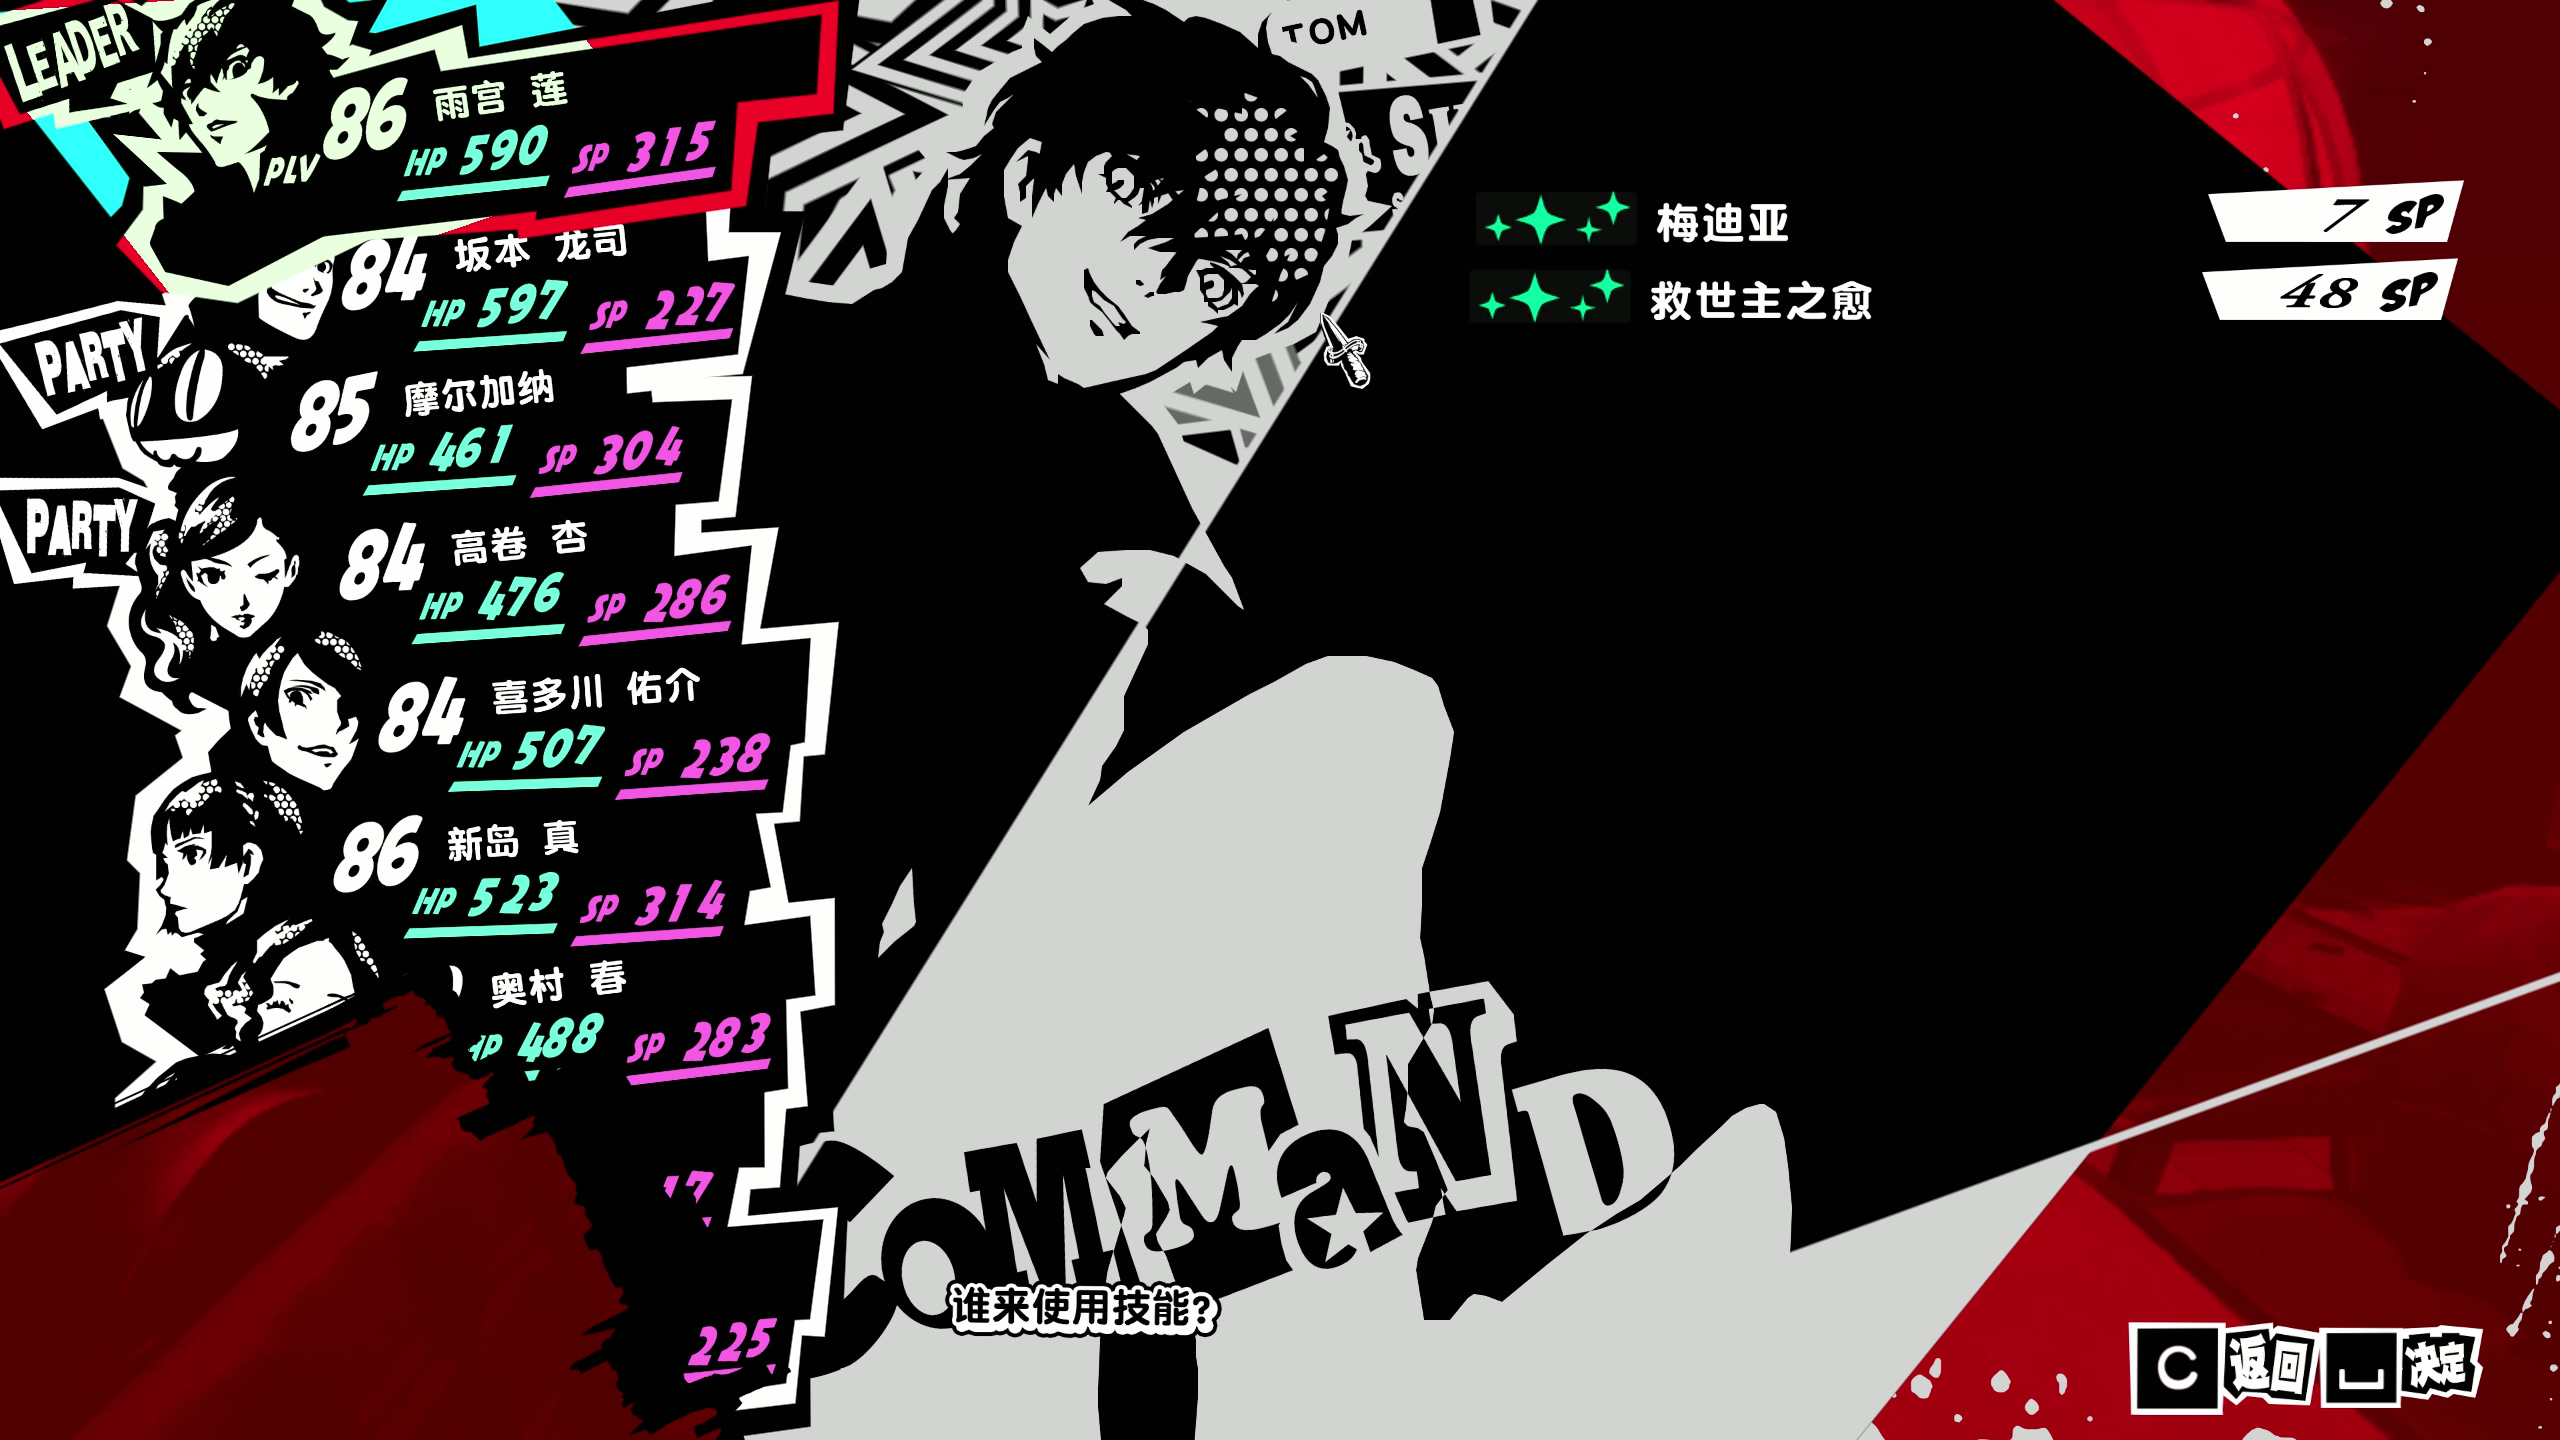 LEADER
PLV 86 雨宫 莲
HP 590 SP 315
84 坂本 龙司
HP 597 SP 227
PARTY
85 摩尔加纳
HP 461 SP 304
PARTY
84 高卷 杏
HP 476 SP 286
84 喜多川 佑介
HP 507 SP 238
86 新岛 真
HP 523 SP 314
奥村 春
HP 488 SP 283
17
225
TOM
梅迪亚 7 SP
救世主之愈 48 SP
COMMAND
谁来使用技能?
C 返回 决定